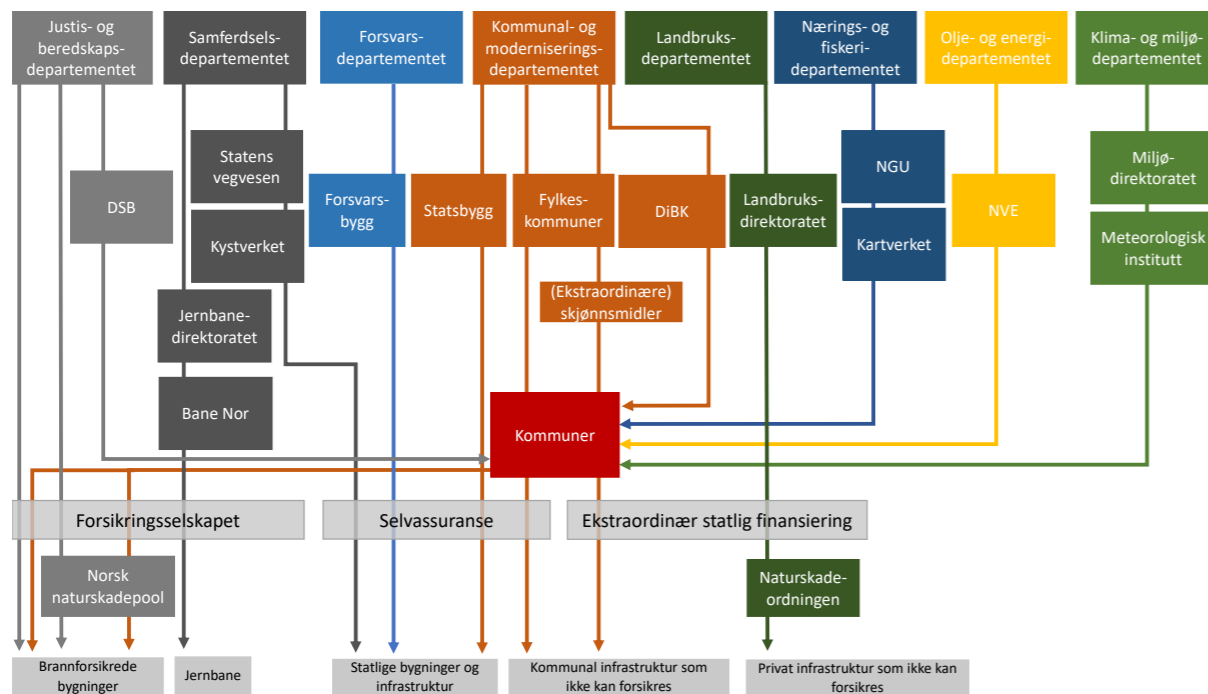 Justis- og
beredskaps-
departementet
Samferdsels-
departementet
Forsvars-
departementet
Kommunal- og
moderniserings-
departementet
Landbruks-
departementet
Nærings- og
fiskeri-
departementet
Olje- og energi-
departementet
Klima- og miljø-
departementet
DSB
Statens
vegvesen
Kystverket
Jernbane-
direktoratet
Bane Nor
Forsvars-
bygg
Statsbygg
Fylkes-
kommuner
DiBK
(Ekstraordinære)
skjønnsmidler
Landbruks-
direktoratet
NGU
Kartverket
NVE
Miljø-
direktoratet
Meteorologisk
institutt
Kommuner
Forsikringsselskapet
Selvassuranse
Ekstraordinær statlig finansiering
Norsk
naturskadepool
Naturskade-
ordningen
Brannforsikrede
bygninger
Jernbane
Statlige bygninger og
infrastruktur
Kommunal infrastruktur som
ikke kan forsikres
Privat infrastruktur som ikke kan
forsikres